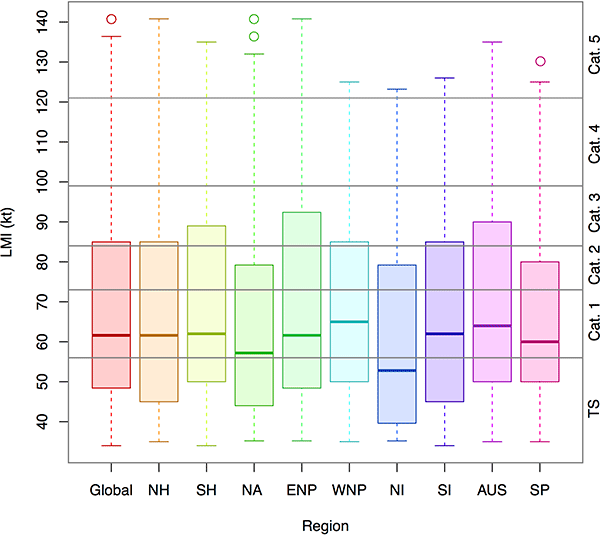 LMI (kt)
140
130
120
110
100
90
80
70
60
50
40
Cat. 5
Cat. 4
Cat. 3
Cat. 2
Cat. 1
TS
Global NH SH NA ENP WNP NI SI AUS SP
Region